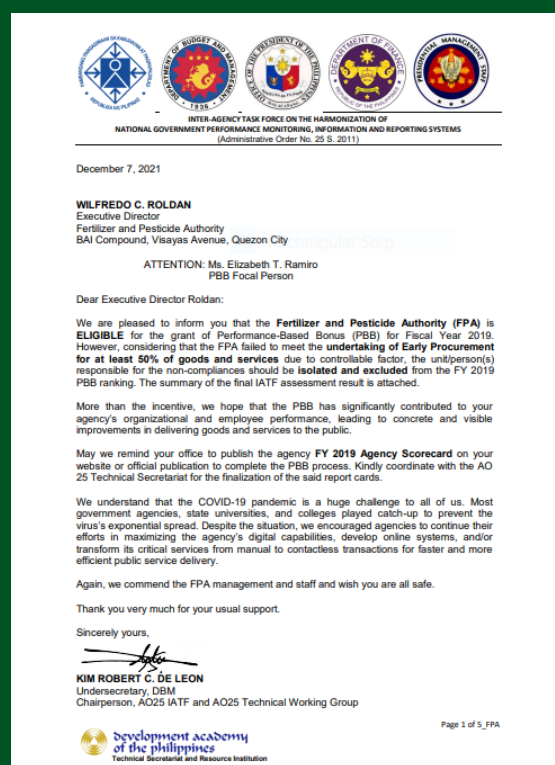 INTER-AGENCY TASK FORCE ON THE HARMONIZATION OF
NATIONAL GOVERNMENT PERFORMANCE MONITORING, INFORMATION AND REPORTING SYSTEMS
(Administrative Order No. 25 S. 2011)
December 7, 2021
WILFREDO C. ROLDAN
Executive Director
Fertilizer and Pesticide Authority
BAI Compound, Visayas Avenue, Quezon City
Rectangular Snip
ATTENTION: Ms. Elizabeth T. Ramiro
PBB Focal Person
Dear Executive Director Roldan:
We are pleased to inform you that the Fertilizer and Pesticide Authority (FPA) is
ELIGIBLE for the grant of Performance-Based Bonus (PBB) for Fiscal Year 2019.
However, considering that the FPA failed to meet the undertaking of Early Procurement
for at least 50% of goods and services due to controllable factor, the unit/person(s)
responsible for the non-compliances should be isolated and excluded from the FY 2019
PBB ranking. The summary of the final IATF assessment result is attached.
More than the incentive, we hope that the PBB has significantly contributed to your
agency's organizational and employee performance, leading to concrete and visible
improvements in delivering goods and services to the public.
May we remind your office to publish the agency FY 2019 Agency Scorecard on your
website or official publication to complete the PBB process. Kindly coordinate with the AO
25 Technical Secretariat for the finalization of the said report cards.
We understand that the COVID-19 pandemic is a huge challenge to all of us. Most
government agencies, state universities, and colleges played catch-up to prevent the
virus's exponential spread. Despite the situation, we encouraged agencies to continue their
efforts in maximizing the agency's digital capabilities, develop online systems, and/or
transform its critical services from manual to contactless transactions for faster and more
efficient public service delivery.
Again, we commend the FPA management and staff and wish you are all safe.
Thank you very much for your usual support.
Sincerely yours,
KIM ROBERT C. DE LEON
Undersecretary, DBM
Chairperson, AO25 IATF and AO25 Technical Working Group
Page 1 of 5_FPA
development academy
of the philippines
Technical Secretariat and Resource Institution